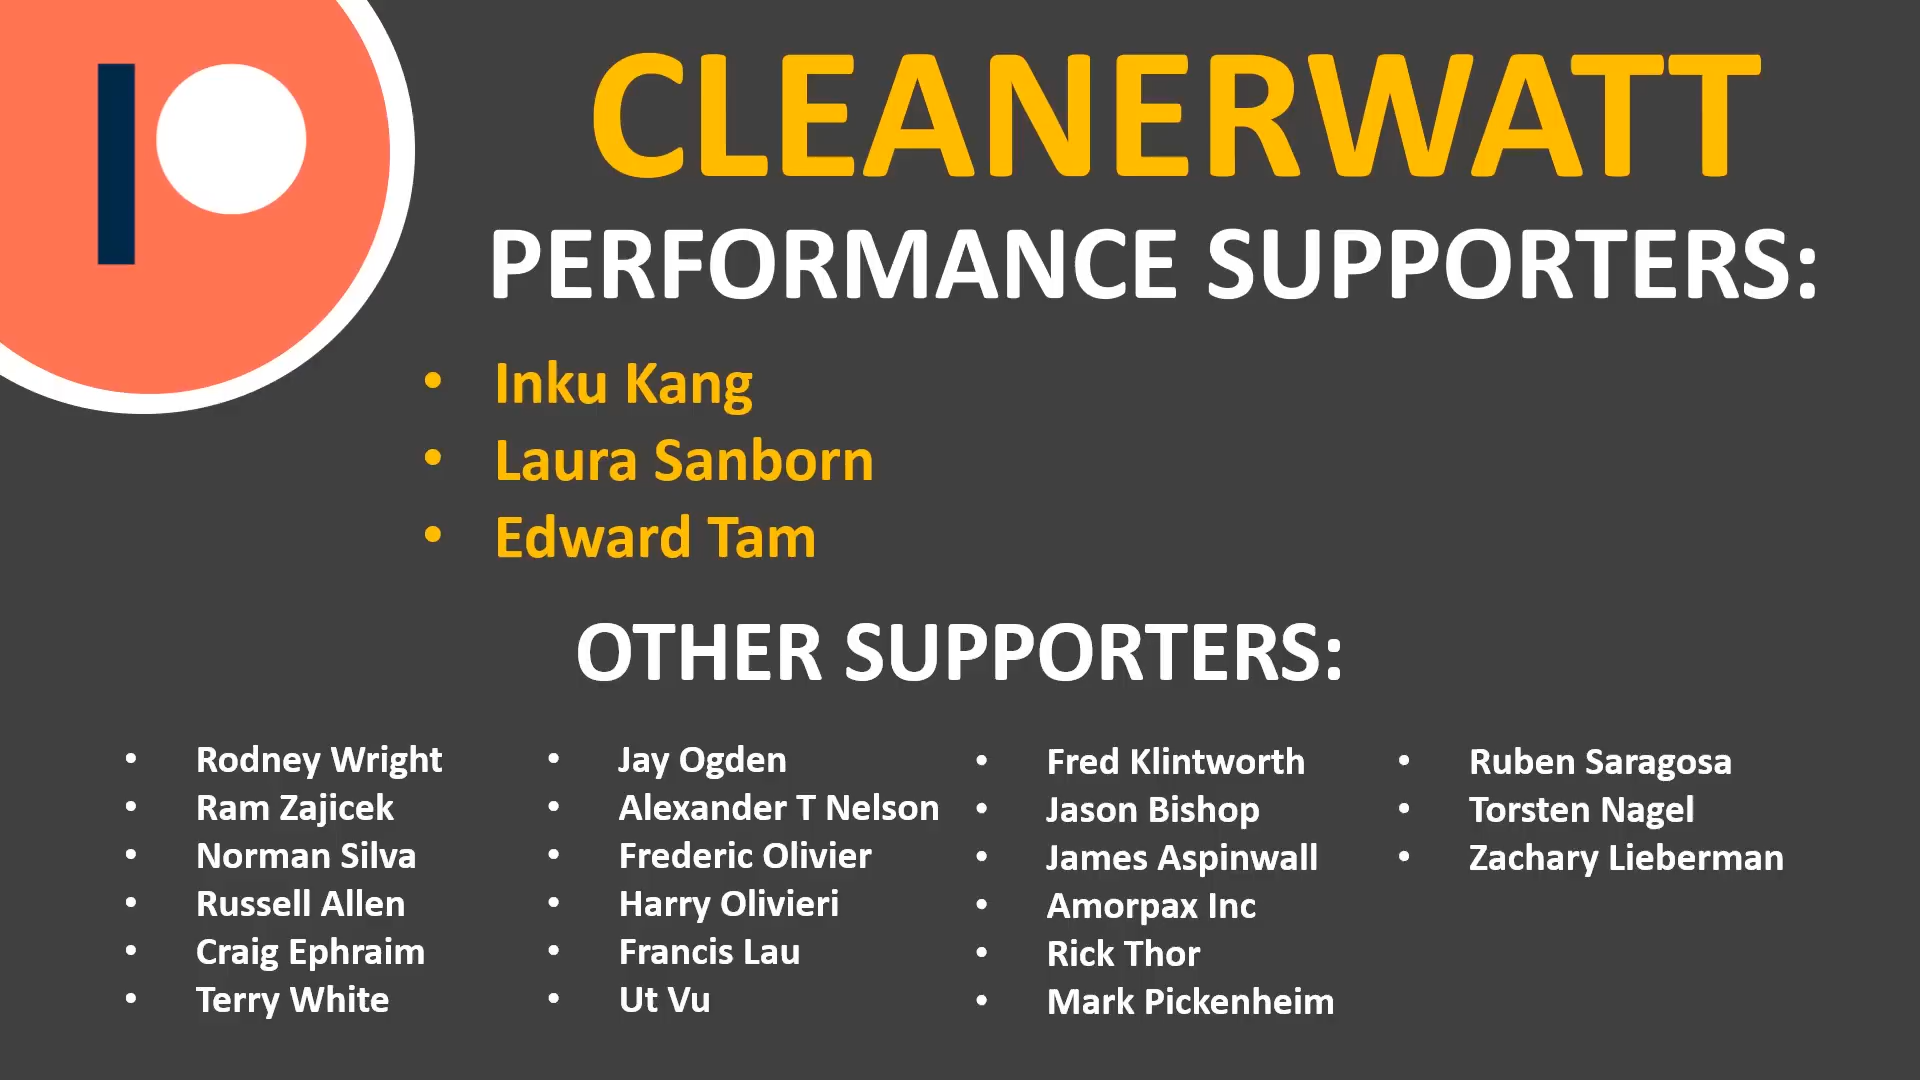 CLEANERWATT
PERFORMANCE SUPPORTERS:
• Inku Kang
• Laura Sanborn
• Edward Tam
OTHER SUPPORTERS:
• Rodney Wright
• Ram Zajicek
• Norman Silva
• Russell Allen
• Craig Ephraim
• Terry White
• Jay Ogden
• Alexander T Nelson
• Frederic Olivier
• Harry Olivieri
• Francis Lau
• Ut Vu
• Fred Klintworth
• Jason Bishop
• James Aspinwall
• Amorpax Inc
• Rick Thor
• Mark Pickenheim
• Ruben Saragosa
• Torsten Nagel
• Zachary Lieberman